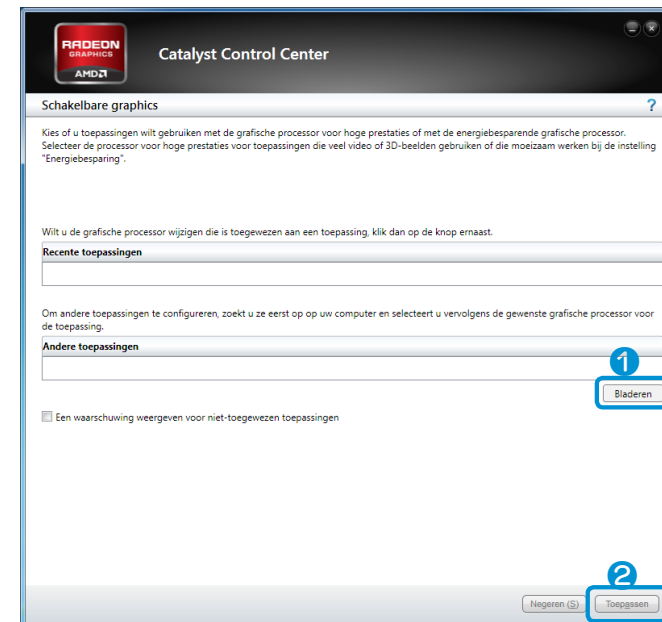 RADEON
GRAPHICS
AMD
Catalyst Control Center
Schakelbare graphics
?
Kies of u toepassingen wilt gebruiken met de grafische processor voor hoge prestaties of met de energiebesparende grafische processor.
Selecteer de processor voor hoge prestaties voor toepassingen die veel video of 3D-beelden gebruiken of die moeizaam werken bij de instelling
"Energiebesparing".
Wilt u de grafische processor wijzigen die is toegewezen aan een toepassing, klik dan op de knop ernaast.
Recente toepassingen
Om andere toepassingen te configureren, zoekt u ze eerst op op uw computer en selecteert u vervolgens de gewenste grafische processor voor
de toepassing.
Andere toepassingen
1
Bladeren
Een waarschuwing weergeven voor niet-toegewezen toepassingen
2
Negeren (S)
Toepassen